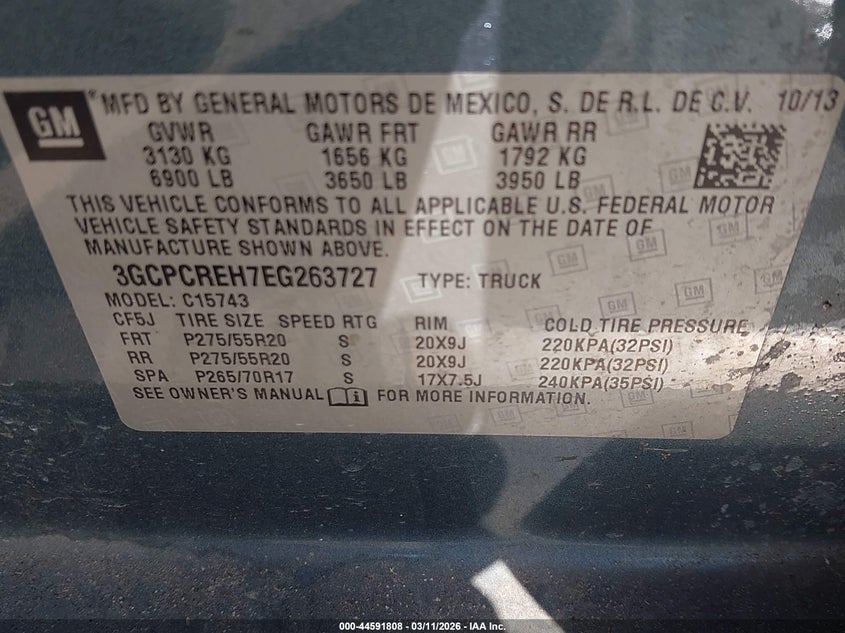 GM ® MFD BY GENERAL MOTORS DE MEXICO, S. DE R.L. DE C.V. 10/13
GVWR GAWR FRT GAWR RR
3130 KG 1656 KG 1792 KG
6900 LB 3650 LB 3950 LB
THIS VEHICLE CONFORMS TO ALL APPLICABLE U.S. FEDERAL MOTOR
VEHICLE SAFETY STANDARDS IN EFFECT ON THE DATE OF
MANUFACTURE SHOWN ABOVE.
3GCPCREH7EG263727 TYPE: TRUCK
MODEL: C15743
CF5J TIRE SIZE SPEED RTG RIM COLD TIRE PRESSURE
FRT P275/55R20 S 20X9J 220KPA(32PSI)
RR P275/55R20 S 20X9J 220KPA(32PSI)
SPA P265/70R17 S 17X7.5J 240KPA(35PSI)
SEE OWNER'S MANUAL FOR MORE INFORMATION.
000-44591808 - 03/11/2026 - IAA Inc.